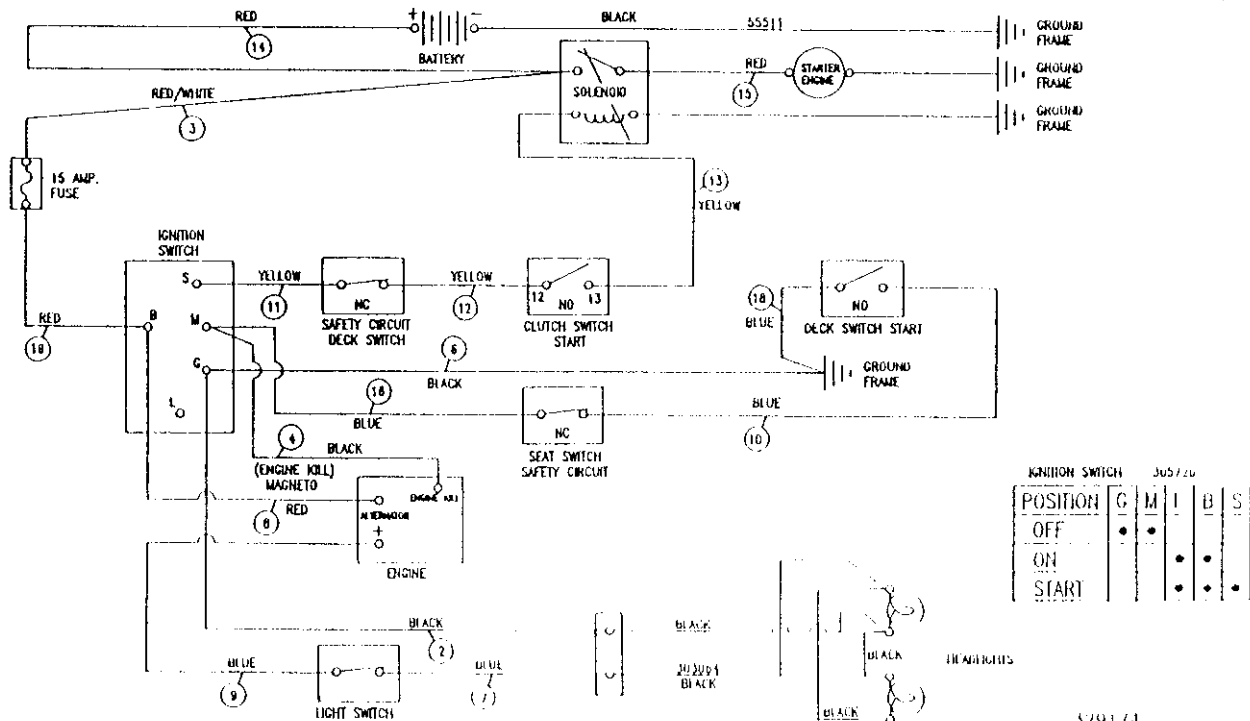 RED
14
+
−
BATTERY
BLACK
55511
GROUND
FRAME
RED/WHITE
3
SOLENOID
RED
15
STARTER
ENGINE
GROUND
FRAME
GROUND
FRAME
15 AMP.
FUSE
13
YELLOW
IGNITION
SWITCH
S
B
M
G
L
RED
19
YELLOW
11
NC
SAFETY CIRCUIT
DECK SWITCH
YELLOW
12
12
NO
13
CLUTCH SWITCH
START
18
BLUE
NO
DECK SWITCH START
6
BLACK
GROUND
FRAME
16
BLUE
NC
SEAT SWITCH
SAFETY CIRCUIT
BLUE
10
4
BLACK
(ENGINE KILL)
MAGNETO
RED
8
ENGINE KILL
ALTERNATOR
+
ENGINE
IGNITION SWITCH
POSITION G M B S
OFF • •
ON • •
START • • •
BLACK
2
BLACK
BLUE
9
LIGHT SWITCH
BLUE
7
BLACK
BLACK
BLACK
HEADLIGHTS